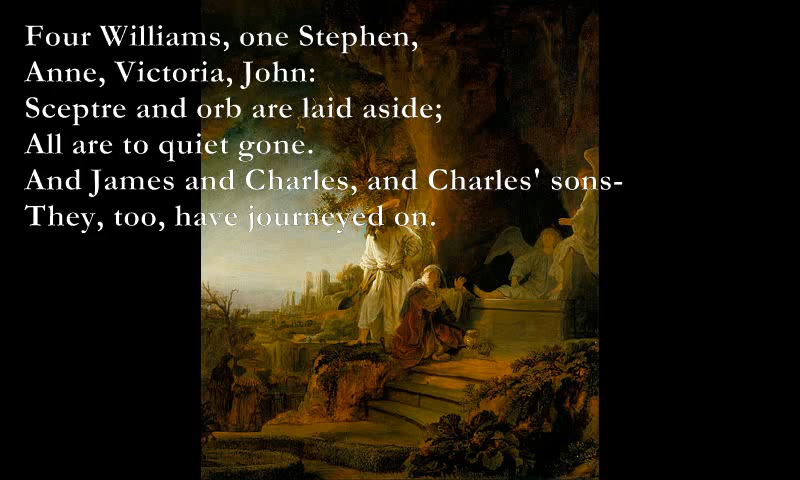 Four Williams, one Stephen,
Anne, Victoria, John:
Sceptre and orb are laid aside;
All are to quiet gone.
And James and Charles, and Charles' sons-
They, too, have journeyed on.